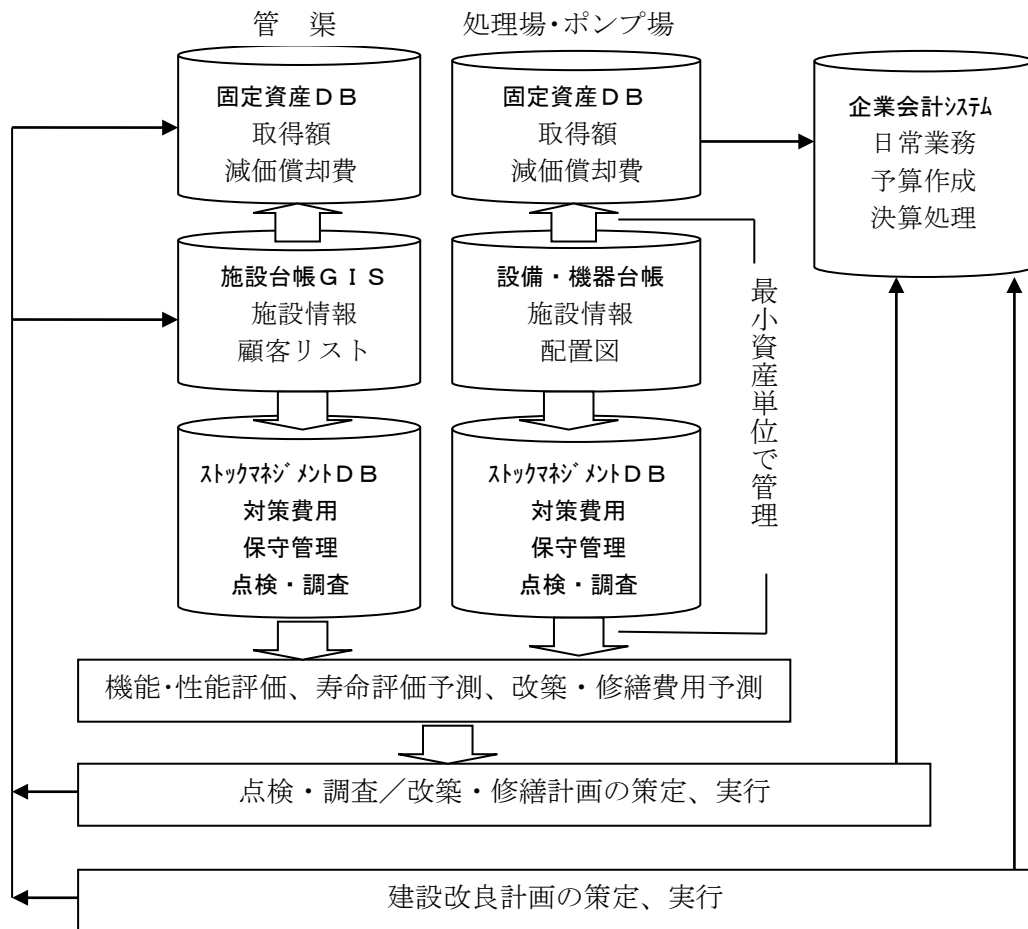 管　渠
処理場・ポンプ場
固定資産ＤＢ
取得額
減価償却費
固定資産ＤＢ
取得額
減価償却費
企業会計ｼｽﾃﾑ
日常業務
予算作成
決算処理
施設台帳ＧＩＳ
施設情報
顧客リスト
設備・機器台帳
施設情報
配置図
最小資産単位で管理
ｽﾄｯｸﾏﾈｼﾞﾒﾝﾄＤＢ
対策費用
保守管理
点検・調査
ｽﾄｯｸﾏﾈｼﾞﾒﾝﾄＤＢ
対策費用
保守管理
点検・調査
機能・性能評価、寿命評価予測、改築・修繕費用予測
点検・調査／改築・修繕計画の策定、実行
建設改良計画の策定、実行